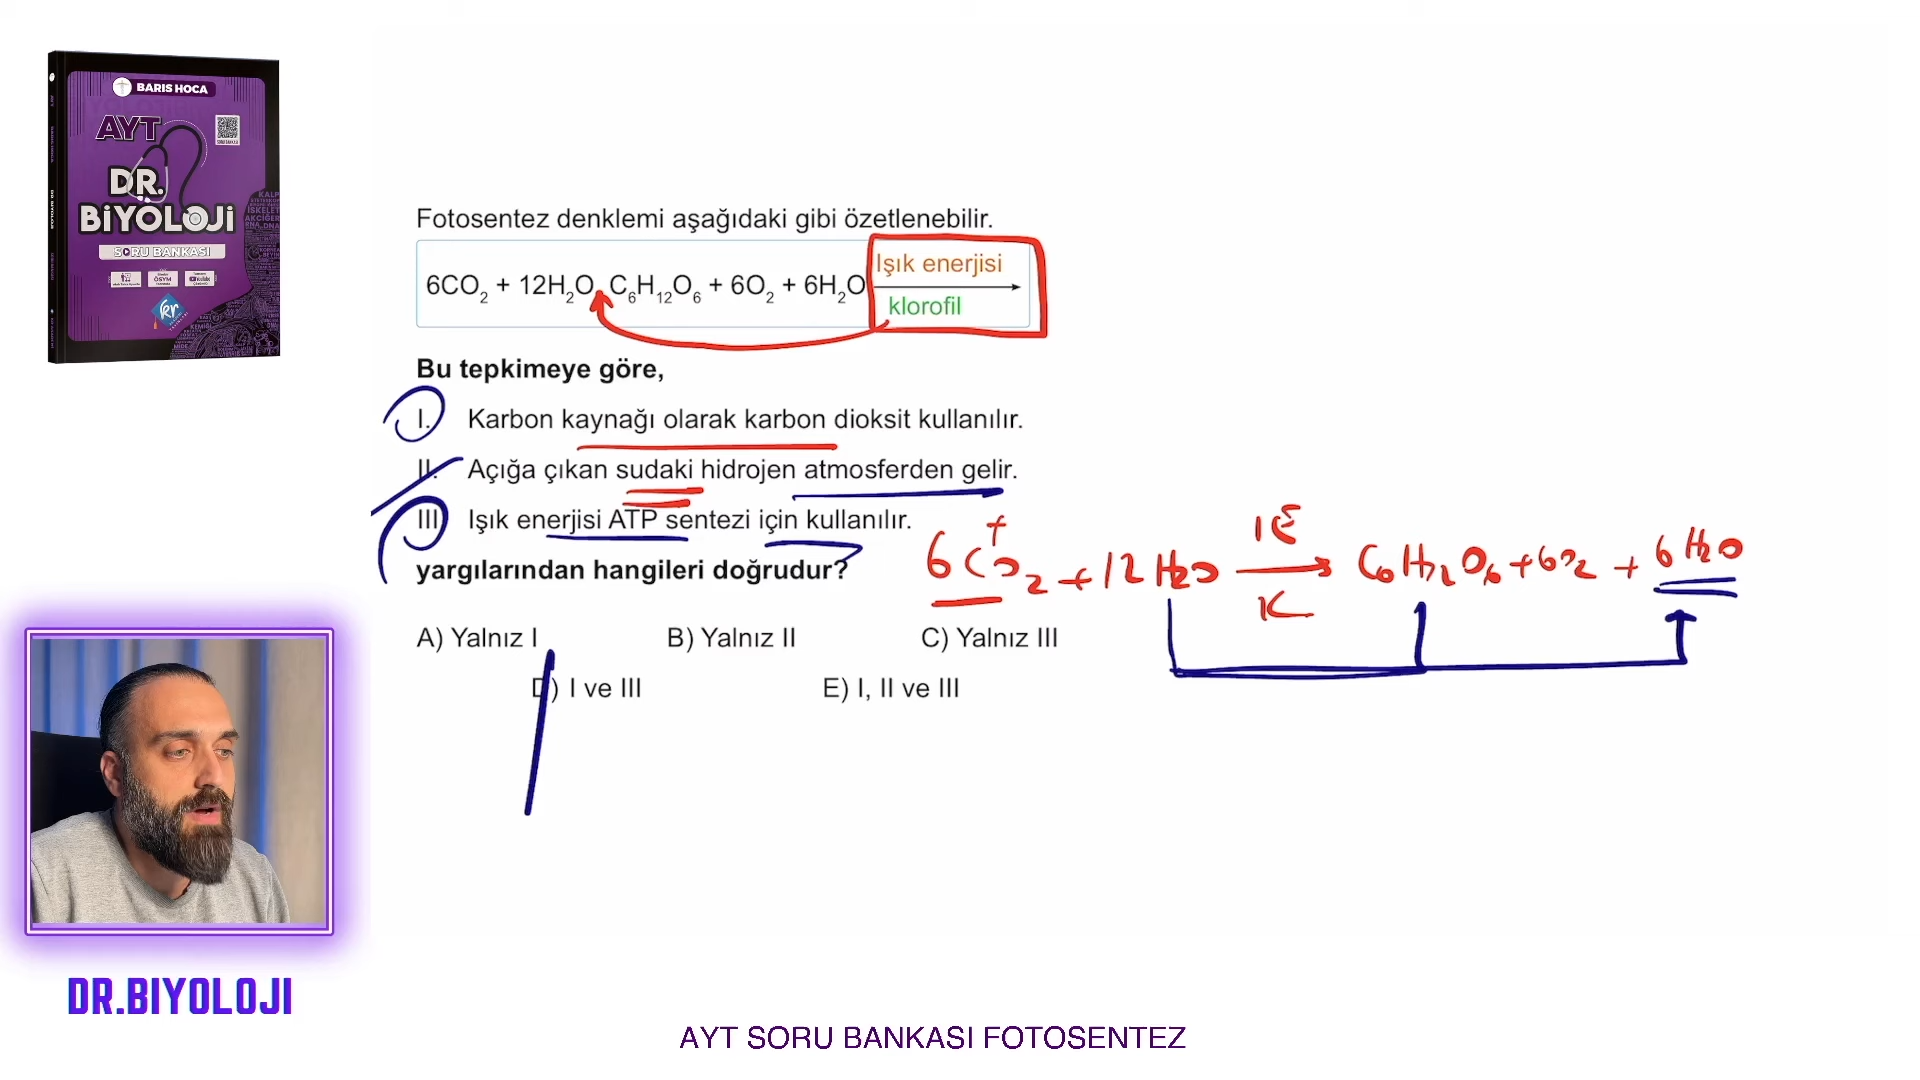 BARIS HOCA
AYT
DR.
BİYOLOJİ
SORU BANKASI
Fotosentez denklemi aşağıdaki gibi özetlenebilir.
6CO₂ + 12H₂O C₆H₁₂O₆ + 6O₂ + 6H₂O
Işık enerjisi
klorofil
Bu tepkimeye göre,
I. Karbon kaynağı olarak karbon dioksit kullanılır.
II. Açığa çıkan sudaki hidrojen atmosferden gelir.
III. Işık enerjisi ATP sentezi için kullanılır.
yargılarından hangileri doğrudur?
6CO₂ + 12H₂O IE K C₆H₁₂O₆ + 6O₂ + 6H₂O
A) Yalnız I B) Yalnız II C) Yalnız III
D) I ve III E) I, II ve III
DR.BIYOLOJI
AYT SORU BANKASI FOTOSENTEZ